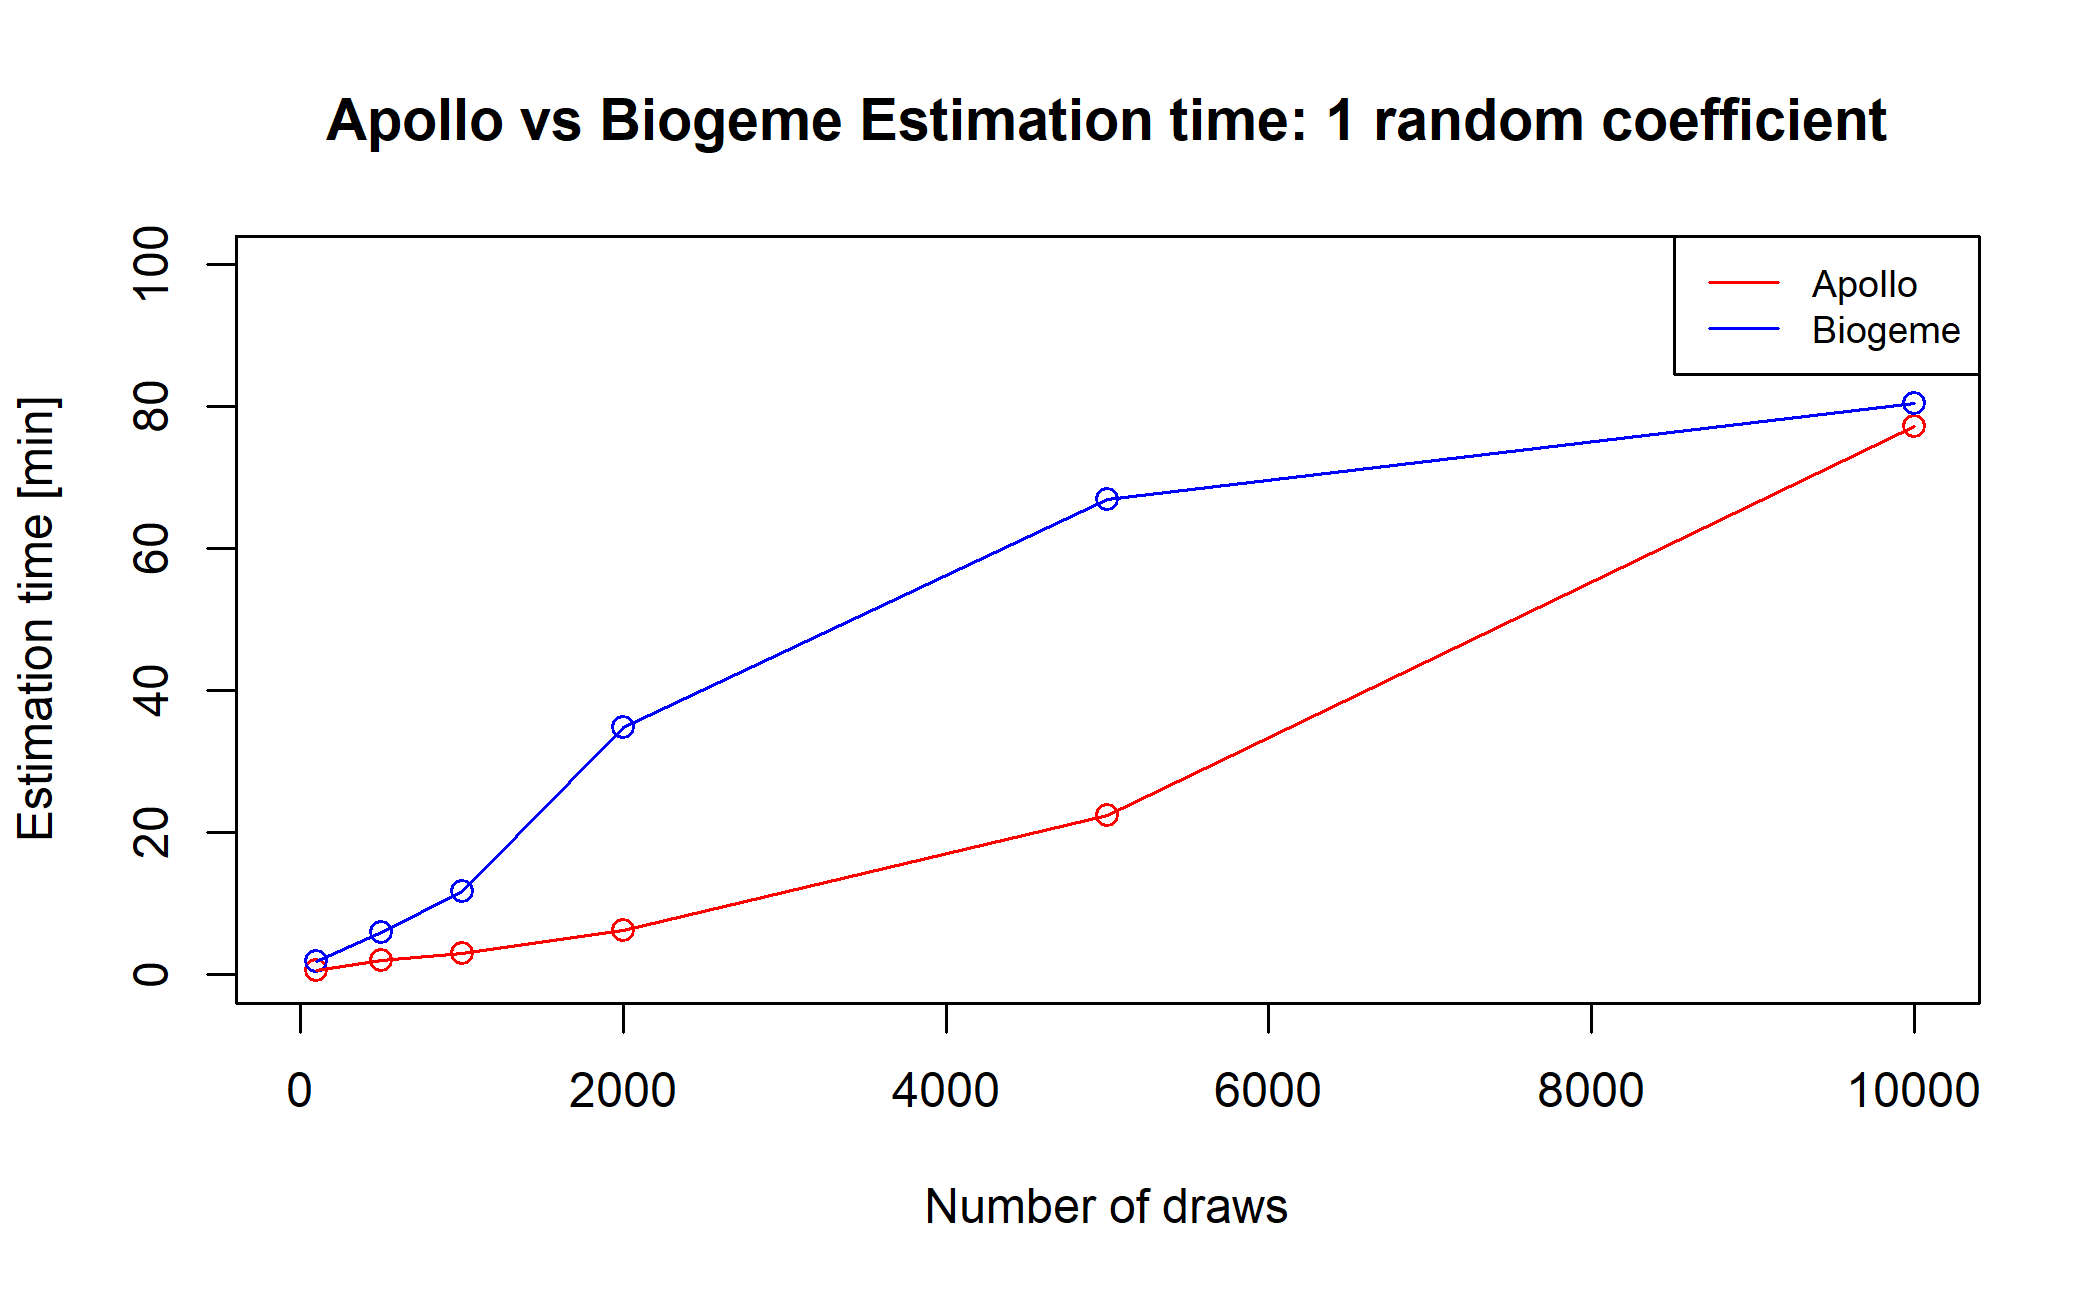 Apollo vs Biogeme Estimation time: 1 random coefficient
Apollo
Biogeme
Estimation time [min]
100
80
60
40
20
0
0 2000 4000 6000 8000 10000
Number of draws